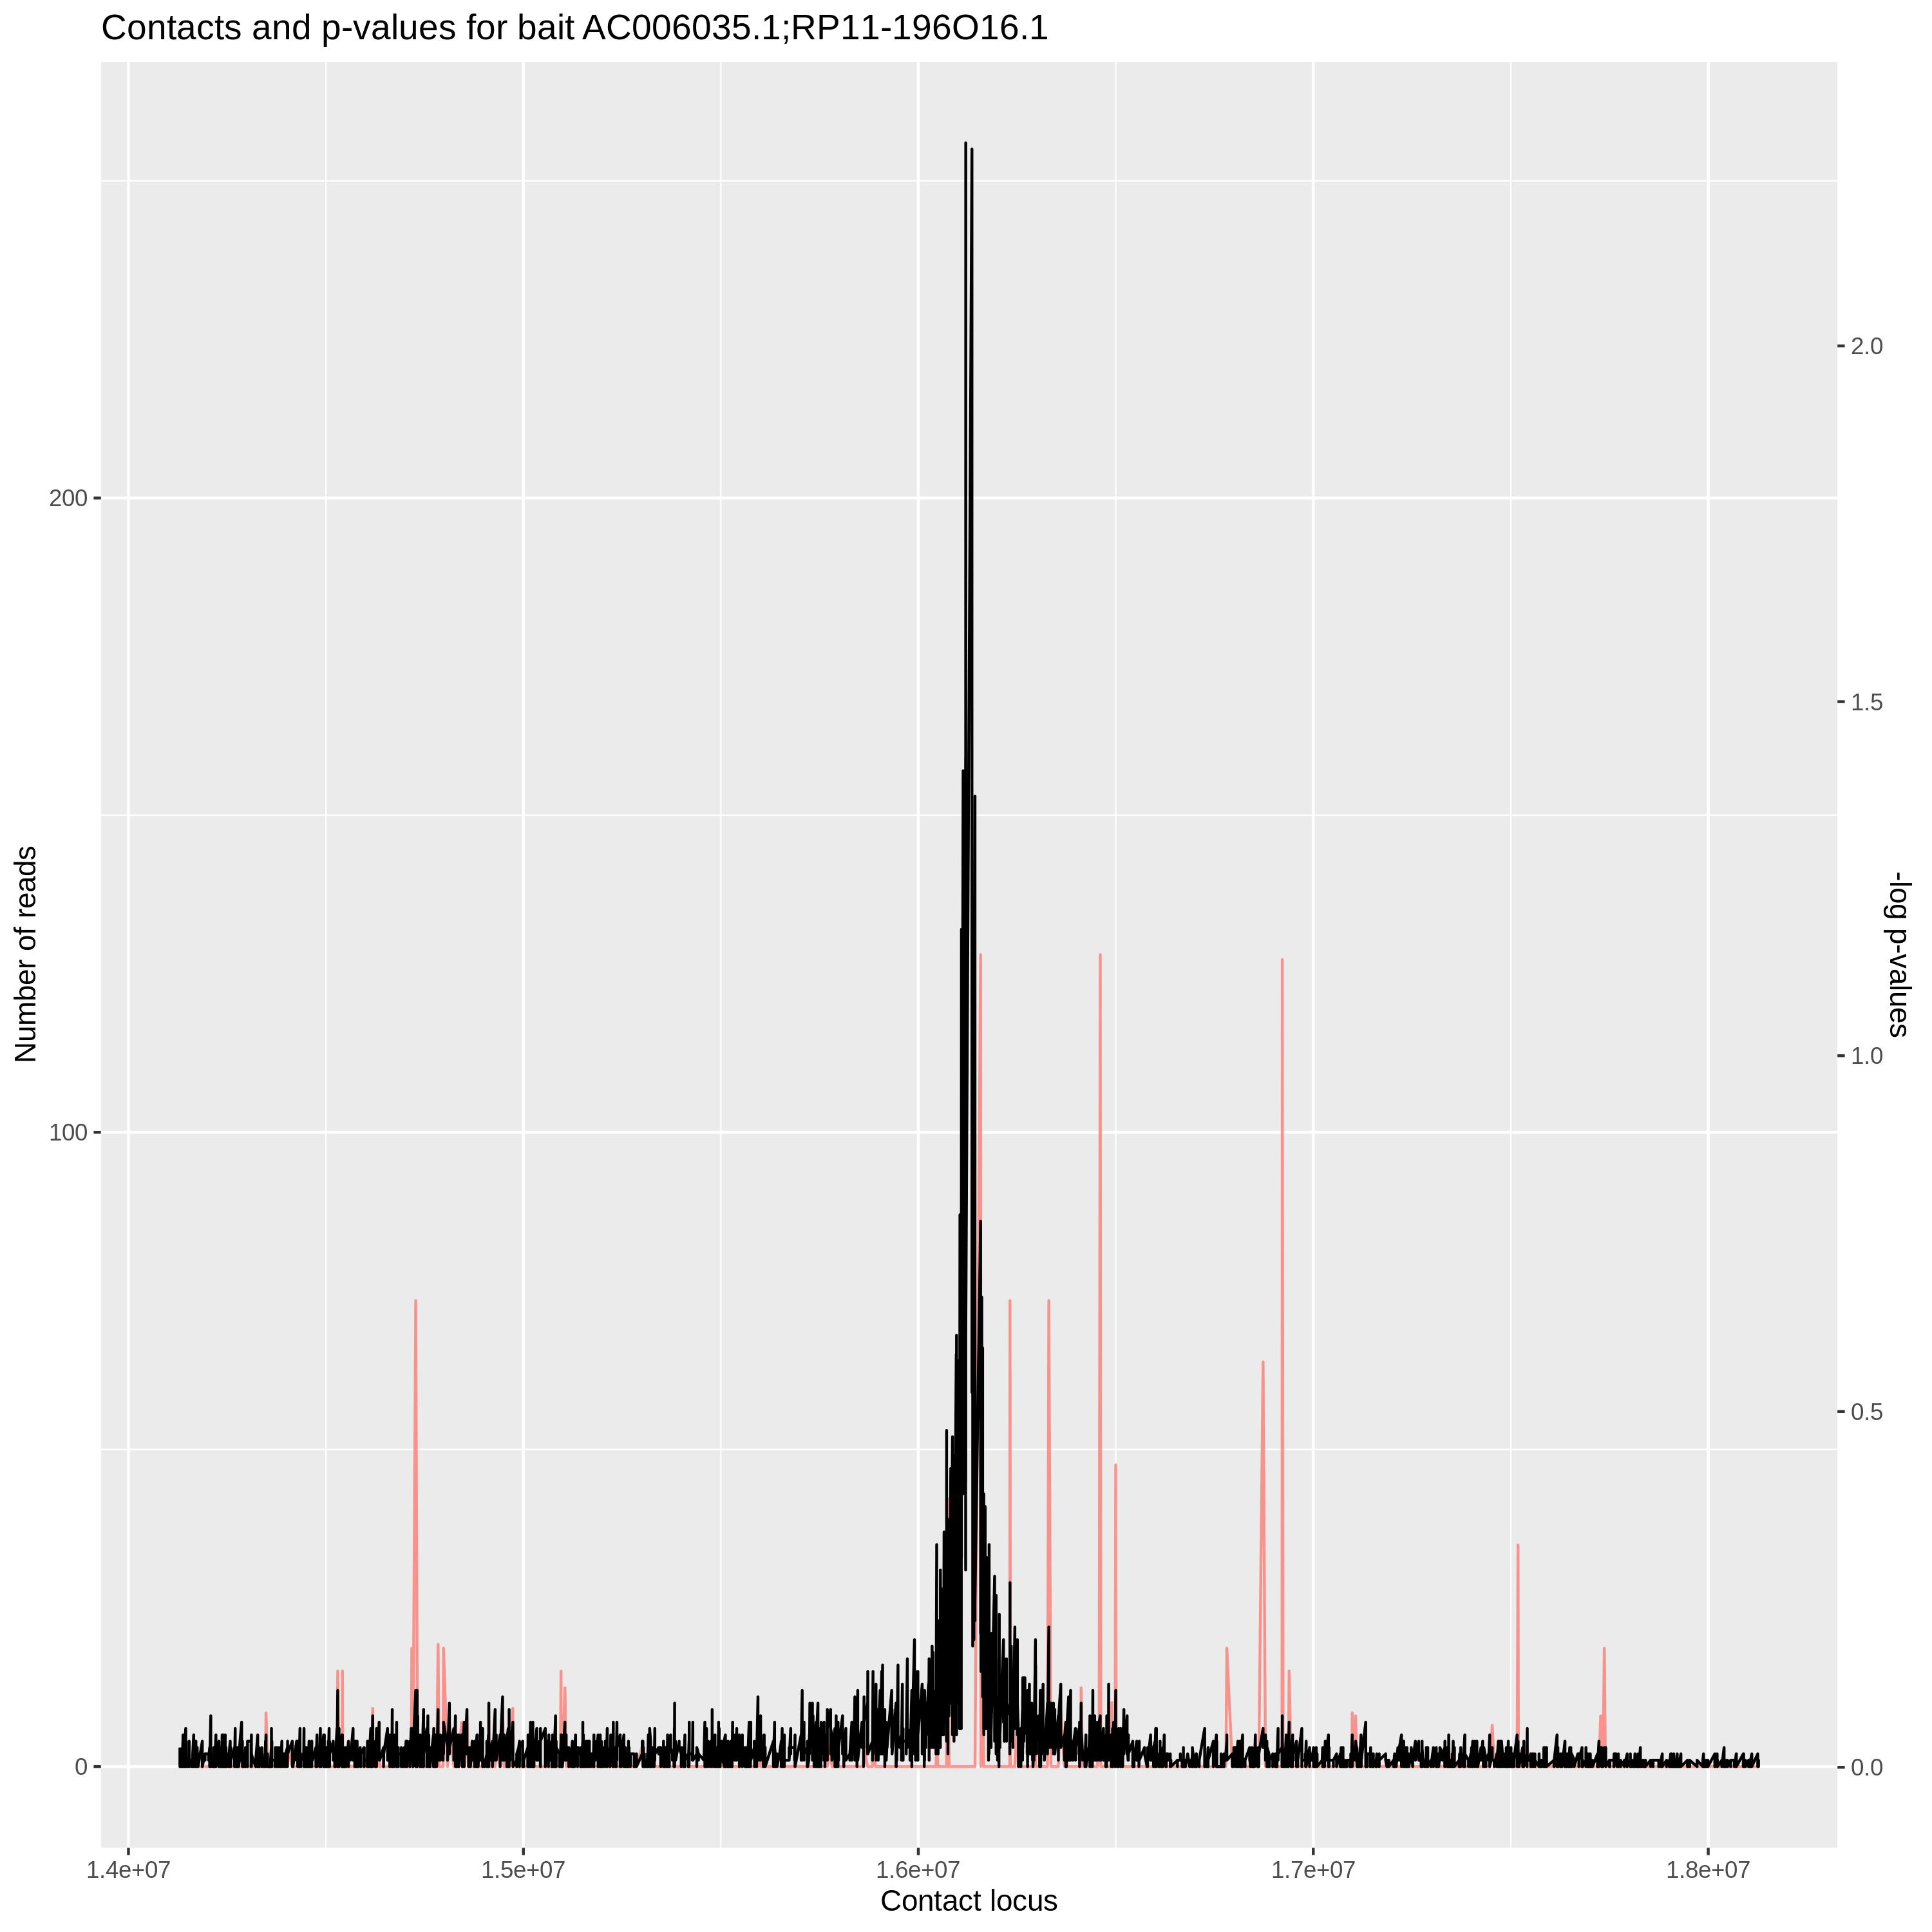 Contacts and p-values for bait AC006035.1;RP11-196O16.1
Number of reads
200
100
0
2.0
1.5
1.0
0.5
0.0
-log p-values
1.4e+07 1.5e+07 1.6e+07 1.7e+07 1.8e+07
Contact locus